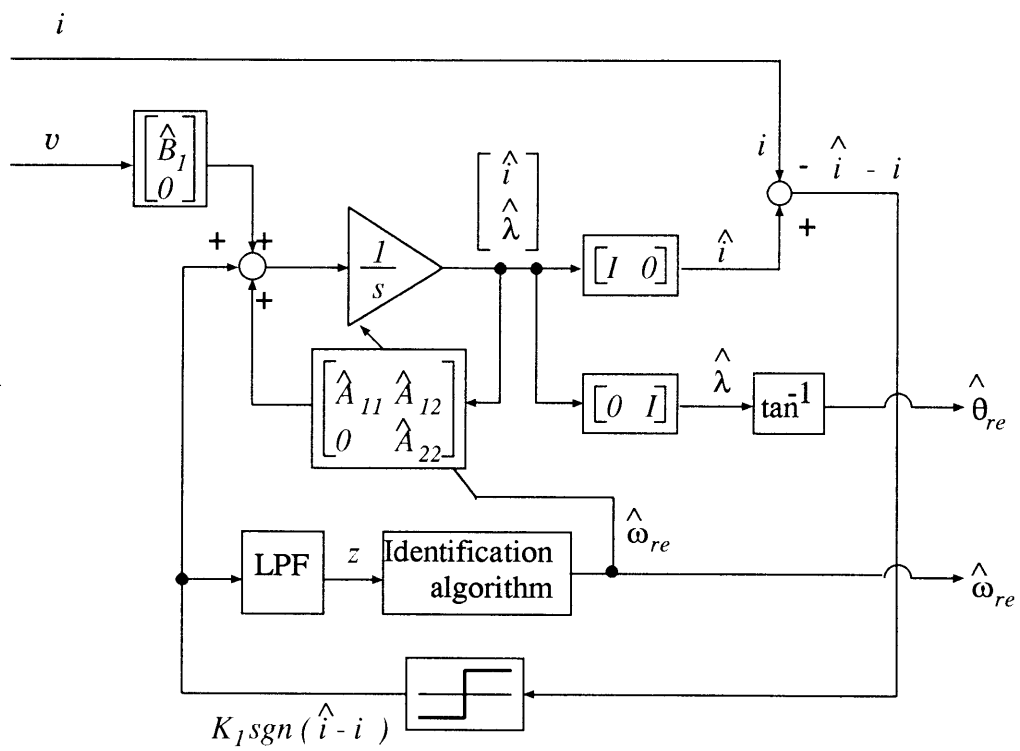 i
v
[ B̂₁ 0 ]
+ +
+
1/s
[ î λ̂ ]
[I 0]
î
i
- î - i
+
[ Â₁₁ Â₁₂ 0 Â₂₂ ]
[0 I]
λ̂
tan⁻¹
θ̂ᵣₑ
ω̂ᵣₑ
LPF
z
Identification
algorithm
ω̂ᵣₑ
K₁sgn(î - i)